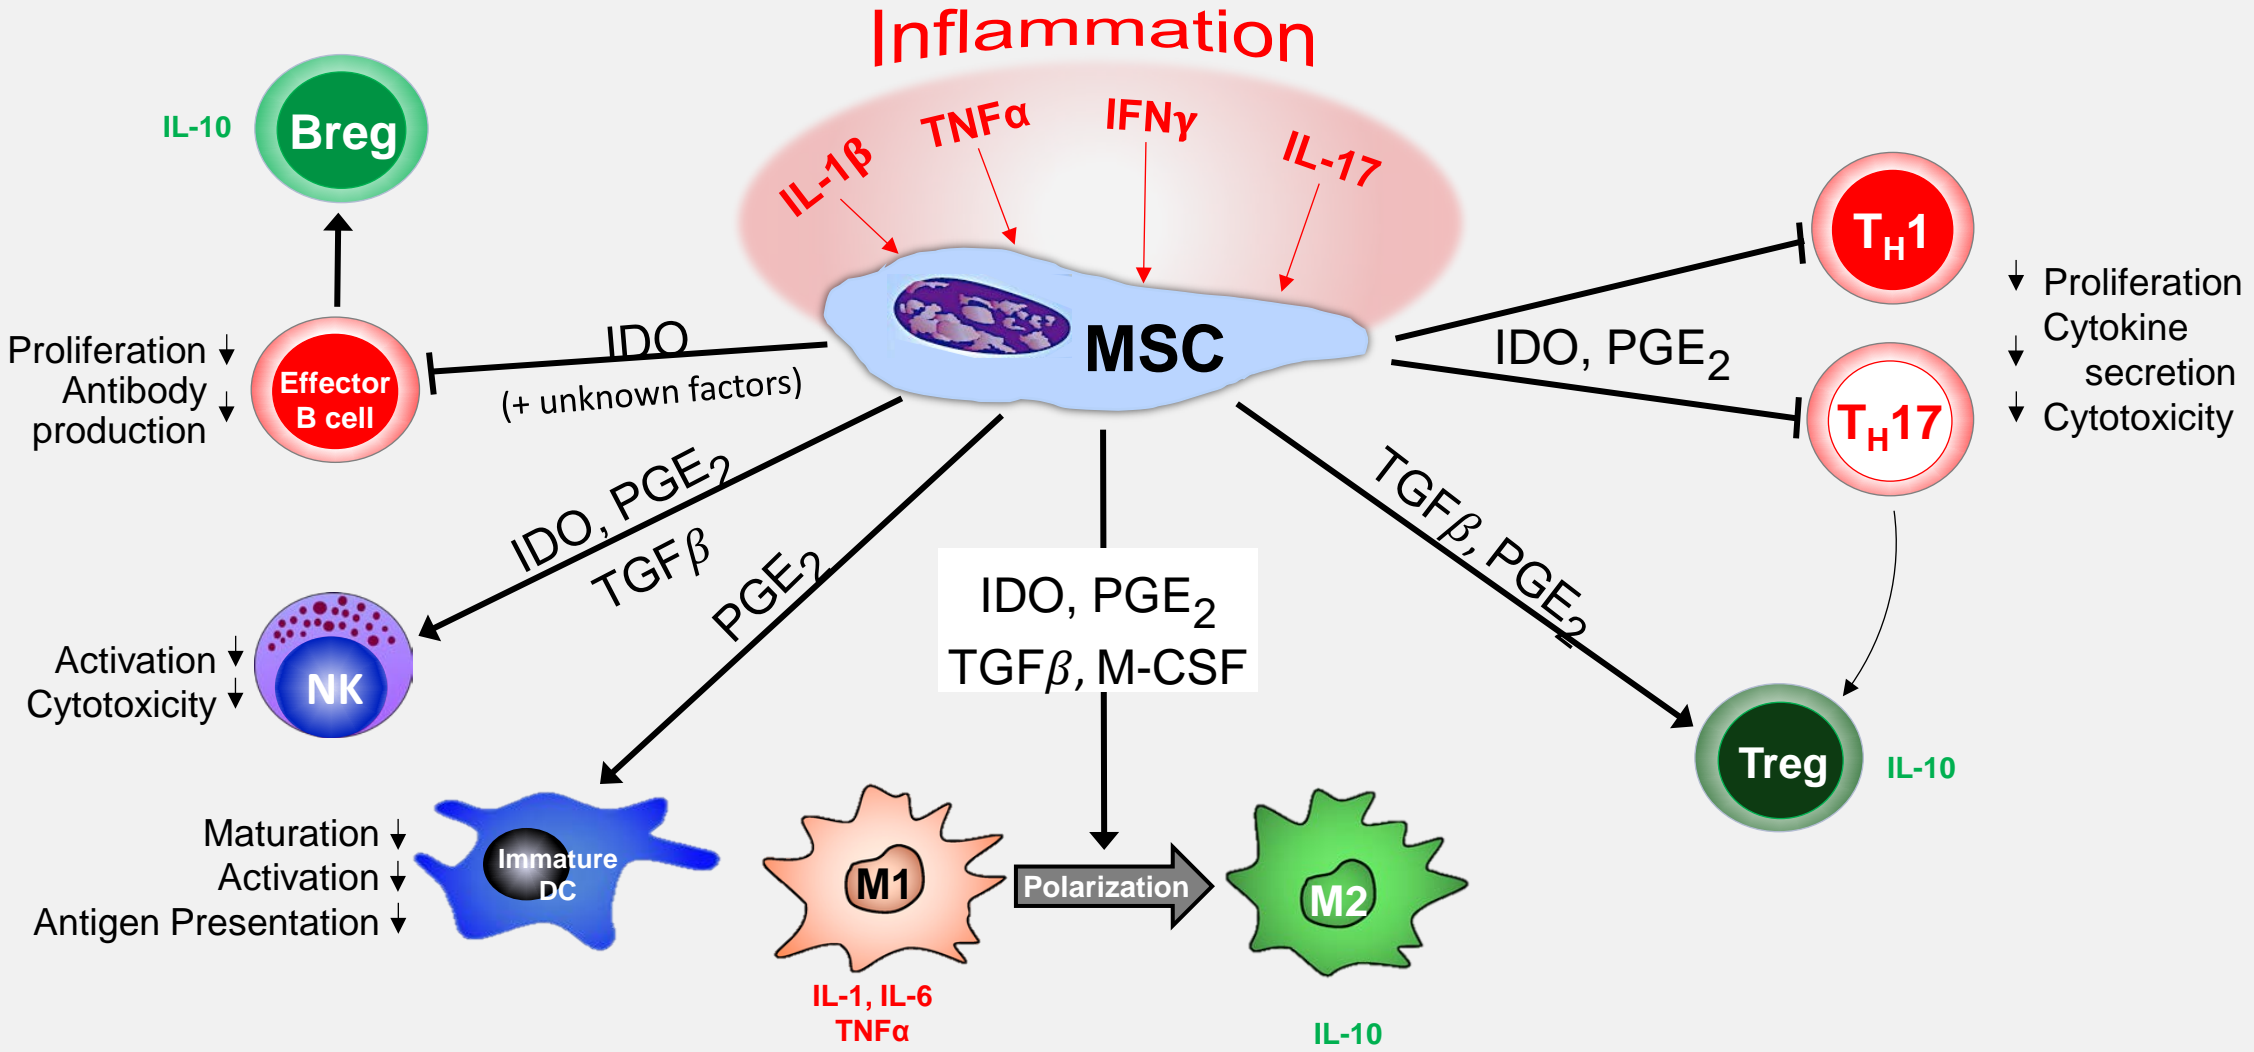 Inflammation
IL-1β
TNFα
IFNγ
IL-17
IL-10
Breg
Proliferation ↓
Antibody ↓
production
Effector
B cell
IDO
(+ unknown factors)
MSC
IDO, PGE₂
T_H1
T_H17
↓ Proliferation
Cytokine
↓ secretion
↓ Cytotoxicity
IDO, PGE₂
TGFβ
PGE₂
IDO, PGE₂
TGFβ, M-CSF
TGFβ, PGE₂
Activation ↓
Cytotoxicity ↓
NK
Treg
IL-10
Maturation ↓
Activation ↓
Antigen Presentation ↓
Immature
DC
M1
Polarization
M2
IL-1, IL-6
TNFα
IL-10